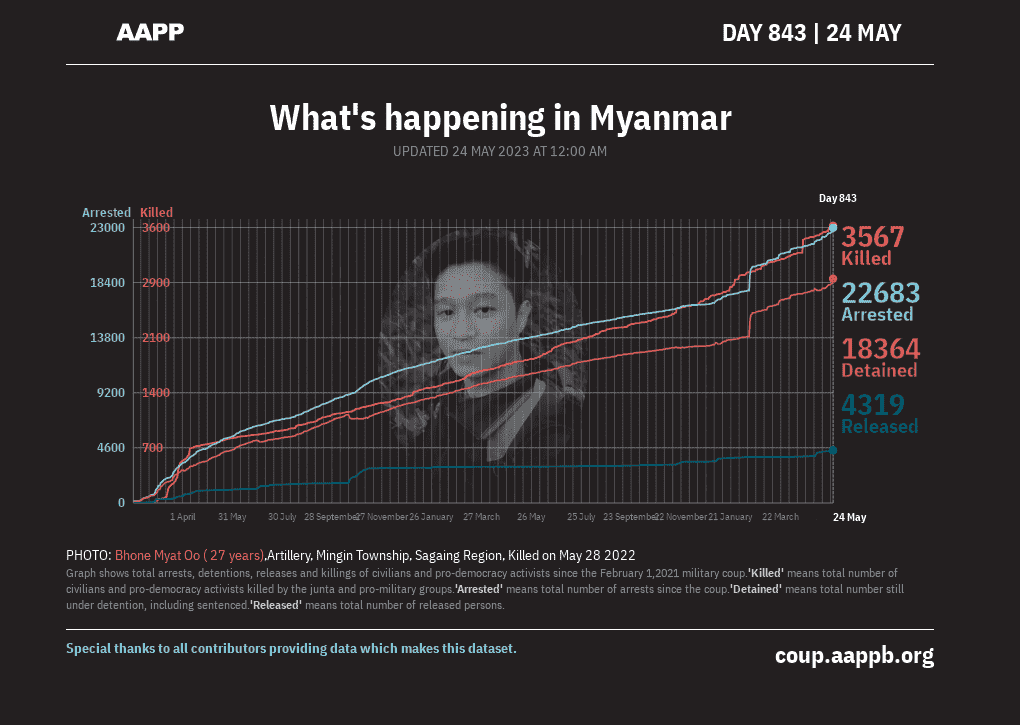 AAPP
DAY 843 | 24 MAY
What's happening in Myanmar
UPDATED 24 MAY 2023 AT 12:00 AM
Day 843
Arrested Killed
23000 3600
18400 2900
13800 2100
9200 1400
4600 700
0
3567
Killed
22683
Arrested
18364
Detained
4319
Released
1 April 31 May 30 July 28 September 27 November 26 January 27 March 26 May 25 July 23 September 22 November 21 January 22 March 24 May
PHOTO: Bhone Myat Oo ( 27 years),Artillery, Mingin Township, Sagaing Region, Killed on May 28 2022
Graph shows total arrests, detentions, releases and killings of civilians and pro-democracy activists since the February 1,2021 military coup.'Killed' means total number of
civilians and pro-democracy activists killed by the junta and pro-military groups.'Arrested' means total number of arrests since the coup.'Detained' means total number still
under detention, including sentenced.'Released' means total number of released persons.
Special thanks to all contributors providing data which makes this dataset.
coup.aappb.org